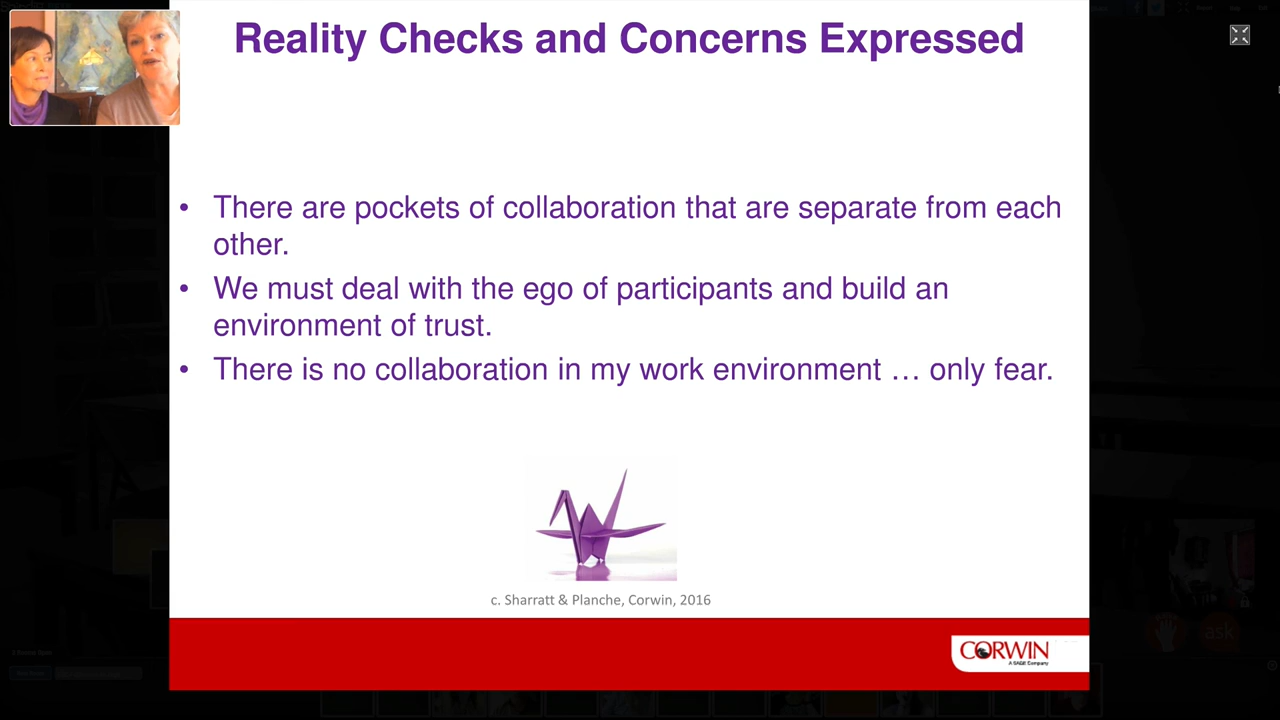 Reality Checks and Concerns Expressed
• There are pockets of collaboration that are separate from each
other.
• We must deal with the ego of participants and build an
environment of trust.
• There is no collaboration in my work environment … only fear.
c. Sharratt & Planche, Corwin, 2016
CORWIN
A SAGE Company
ask